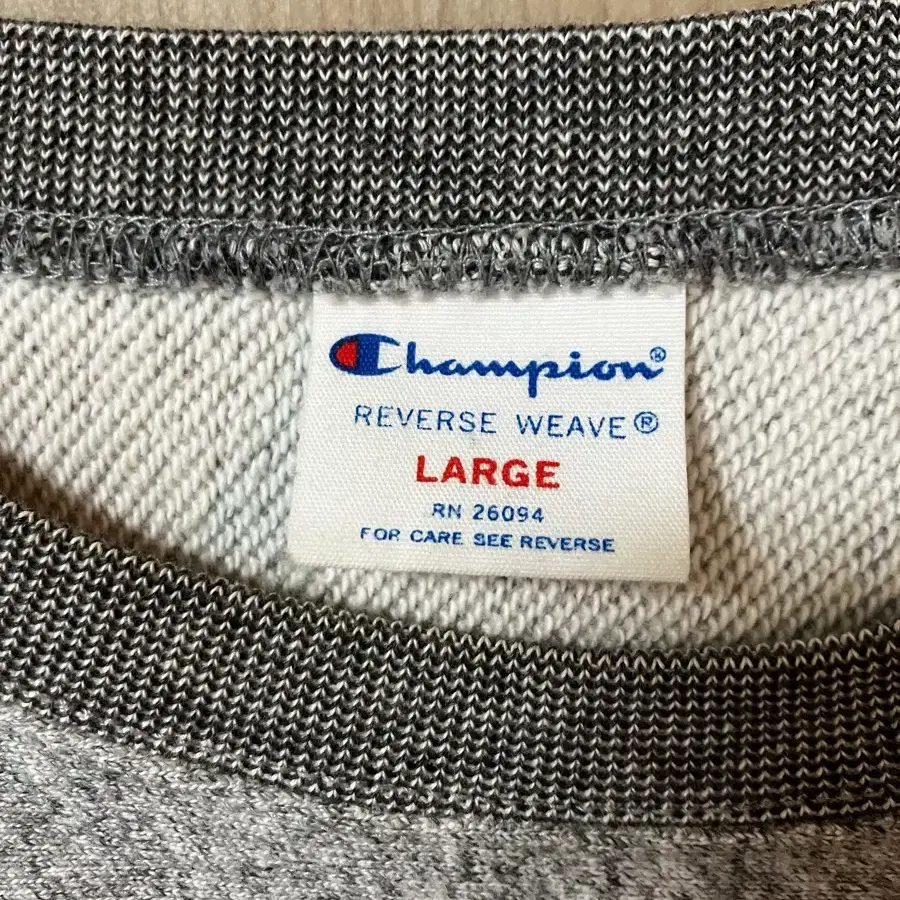 Champion®
REVERSE WEAVE®
LARGE
RN 26094
FOR CARE SEE REVERSE